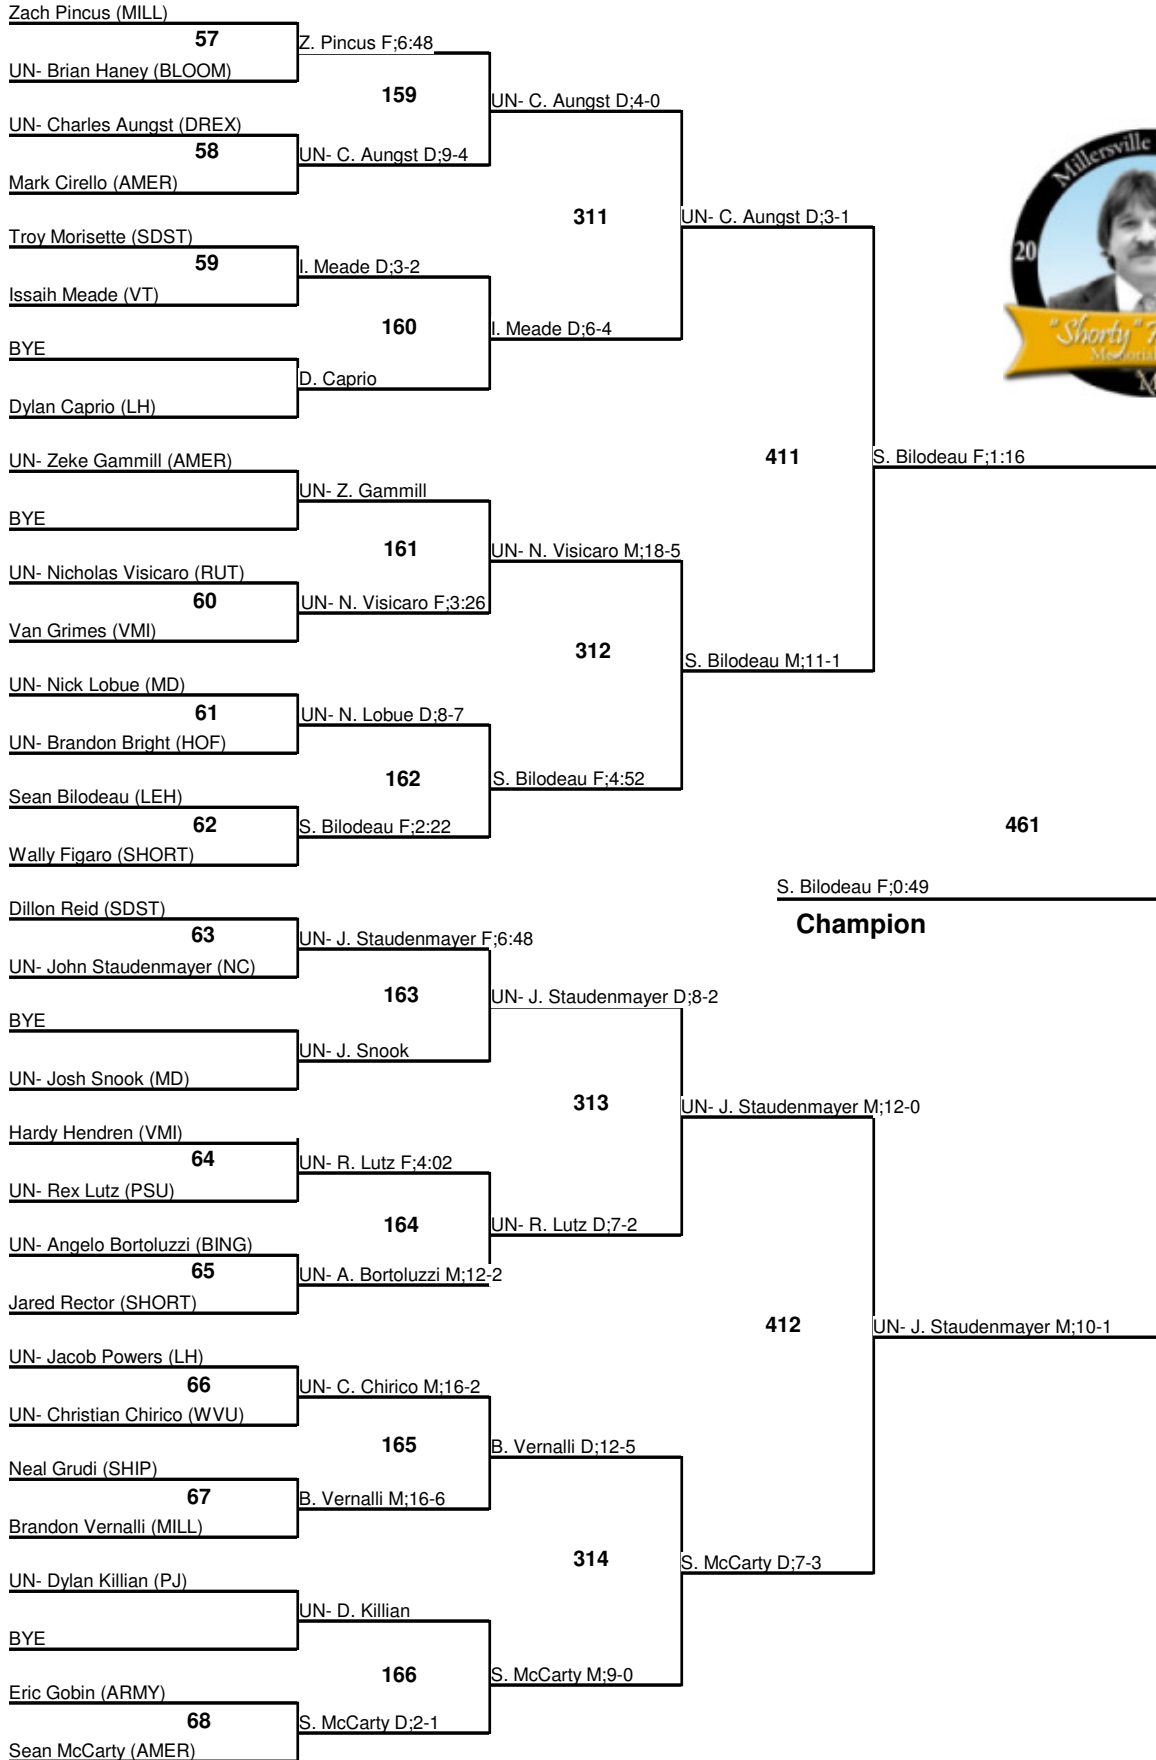 Zach Pincus (MILL)
57
Z. Pincus F;6:48
UN- Brian Haney (BLOOM)
159
UN- C. Aungst D;4-0
UN- Charles Aungst (DREX)
58
UN- C. Aungst D;9-4
Mark Cirello (AMER)
311
UN- C. Aungst D;3-1
Troy Morisette (SDST)
59
I. Meade D;3-2
Issaih Meade (VT)
160
I. Meade D;6-4
BYE
D. Caprio
Dylan Caprio (LH)
Millersville
20
"Shorty"
Memorial
411
S. Bilodeau F;1:16
UN- Zeke Gammill (AMER)
UN- Z. Gammill
BYE
161
UN- N. Visicaro M;18-5
UN- Nicholas Visicaro (RUT)
60
UN- N. Visicaro F;3:26
Van Grimes (VMI)
312
S. Bilodeau M;11-1
UN- Nick Lobue (MD)
61
UN- N. Lobue D;8-7
UN- Brandon Bright (HOF)
162
S. Bilodeau F;4:52
Sean Bilodeau (LEH)
62
S. Bilodeau F;2:22
Wally Figaro (SHORT)
461
S. Bilodeau F;0:49
Champion
Dillon Reid (SDST)
63
UN- J. Staudenmayer F;6:48
UN- John Staudenmayer (NC)
163
UN- J. Staudenmayer D;8-2
BYE
UN- J. Snook
UN- Josh Snook (MD)
313
UN- J. Staudenmayer M;12-0
Hardy Hendren (VMI)
64
UN- R. Lutz F;4:02
UN- Rex Lutz (PSU)
164
UN- R. Lutz D;7-2
UN- Angelo Bortoluzzi (BING)
65
UN- A. Bortoluzzi M;12-2
Jared Rector (SHORT)
412
UN- J. Staudenmayer M;10-1
UN- Jacob Powers (LH)
66
UN- C. Chirico M;16-2
UN- Christian Chirico (WVU)
165
B. Vernalli D;12-5
Neal Grudi (SHIP)
67
B. Vernalli M;16-6
Brandon Vernalli (MILL)
314
S. McCarty D;7-3
UN- Dylan Killian (PJ)
UN- D. Killian
BYE
166
S. McCarty M;9-0
Eric Gobin (ARMY)
68
S. McCarty D;2-1
Sean McCarty (AMER)